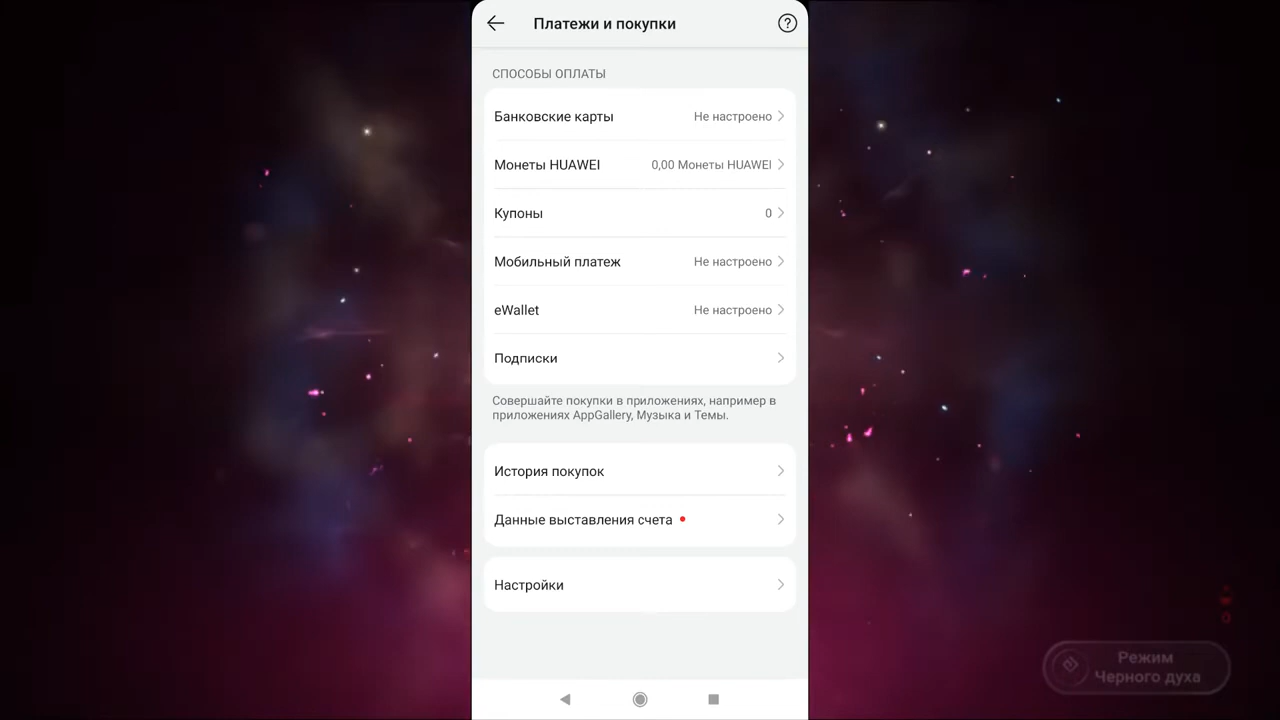 Платежи и покупки
СПОСОБЫ ОПЛАТЫ
Банковские карты Не настроено
Монеты HUAWEI 0,00 Монеты HUAWEI
Купоны 0
Мобильный платеж Не настроено
eWallet Не настроено
Подписки
Совершайте покупки в приложениях, например в
приложениях AppGallery, Музыка и Темы.
История покупок
Данные выставления счета
Настройки
Режим
Черного духа